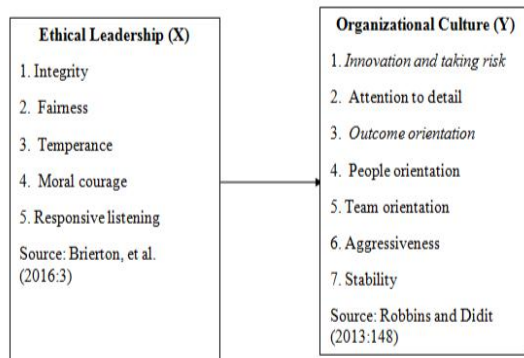 Ethical Leadership (X)
1. Integrity
2. Fairness
3. Temperance
4. Moral courage
5. Responsive listening
Source: Brierton, et al.
(2016:3)
Organizational Culture (Y)
1. Innovation and taking risk
2. Attention to detail
3. Outcome orientation
4. People orientation
5. Team orientation
6. Aggressiveness
7. Stability
Source: Robbins and Didit
(2013:148)